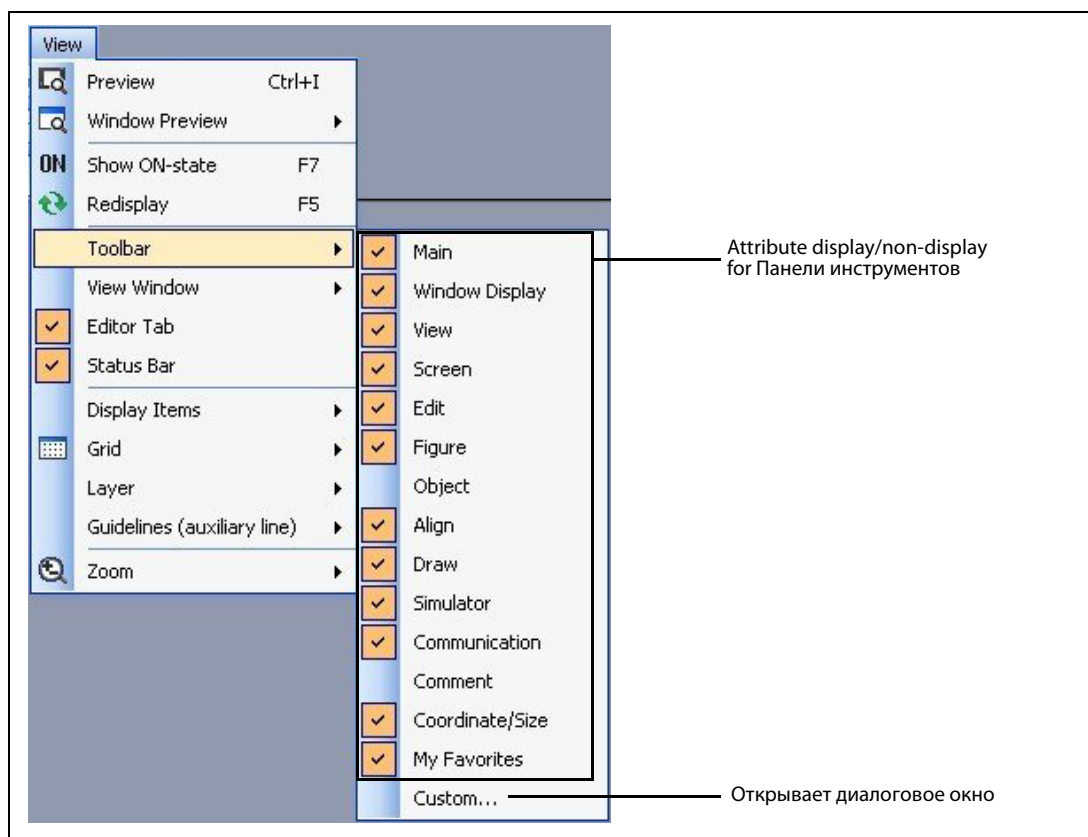 View
Preview Ctrl+I
Window Preview
ON Show ON-state F7
Redisplay F5
Toolbar
View Window
Editor Tab
Status Bar
Display Items
Grid
Layer
Guidelines (auxiliary line)
Zoom
Main
Window Display
View
Screen
Edit
Figure
Object
Align
Draw
Simulator
Communication
Comment
Coordinate/Size
My Favorites
Custom...
Attribute display/non-display
for Панели инструментов
Открывает диалоговое окно